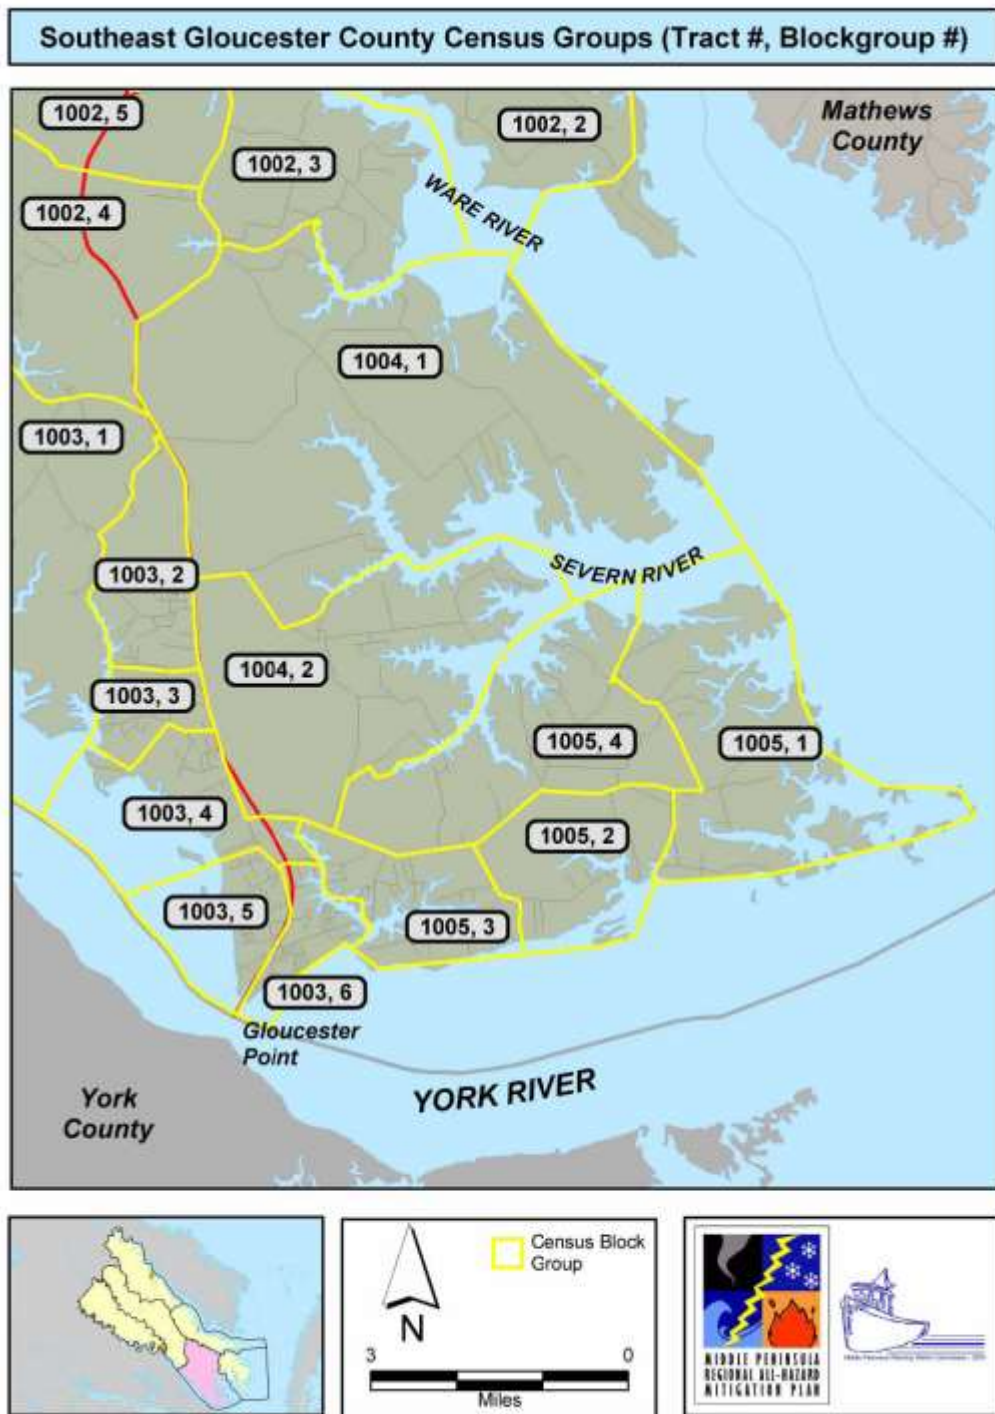 Southeast Gloucester County Census Groups (Tract #, Blockgroup #)
1002, 5
1002, 2
Mathews
County
1002, 3
1002, 4
WARE RIVER
1004, 1
1003, 1
SEVERN RIVER
1003, 2
1004, 2
1003, 3
1005, 4
1005, 1
1003, 4
1005, 2
1003, 5
1005, 3
1003, 6
Gloucester
Point
YORK RIVER
York
County
N
Census Block
Group
3
0
Miles
MIDDLE PENINSULA
REGIONAL ALL-HAZARD
MITIGATION PLAN